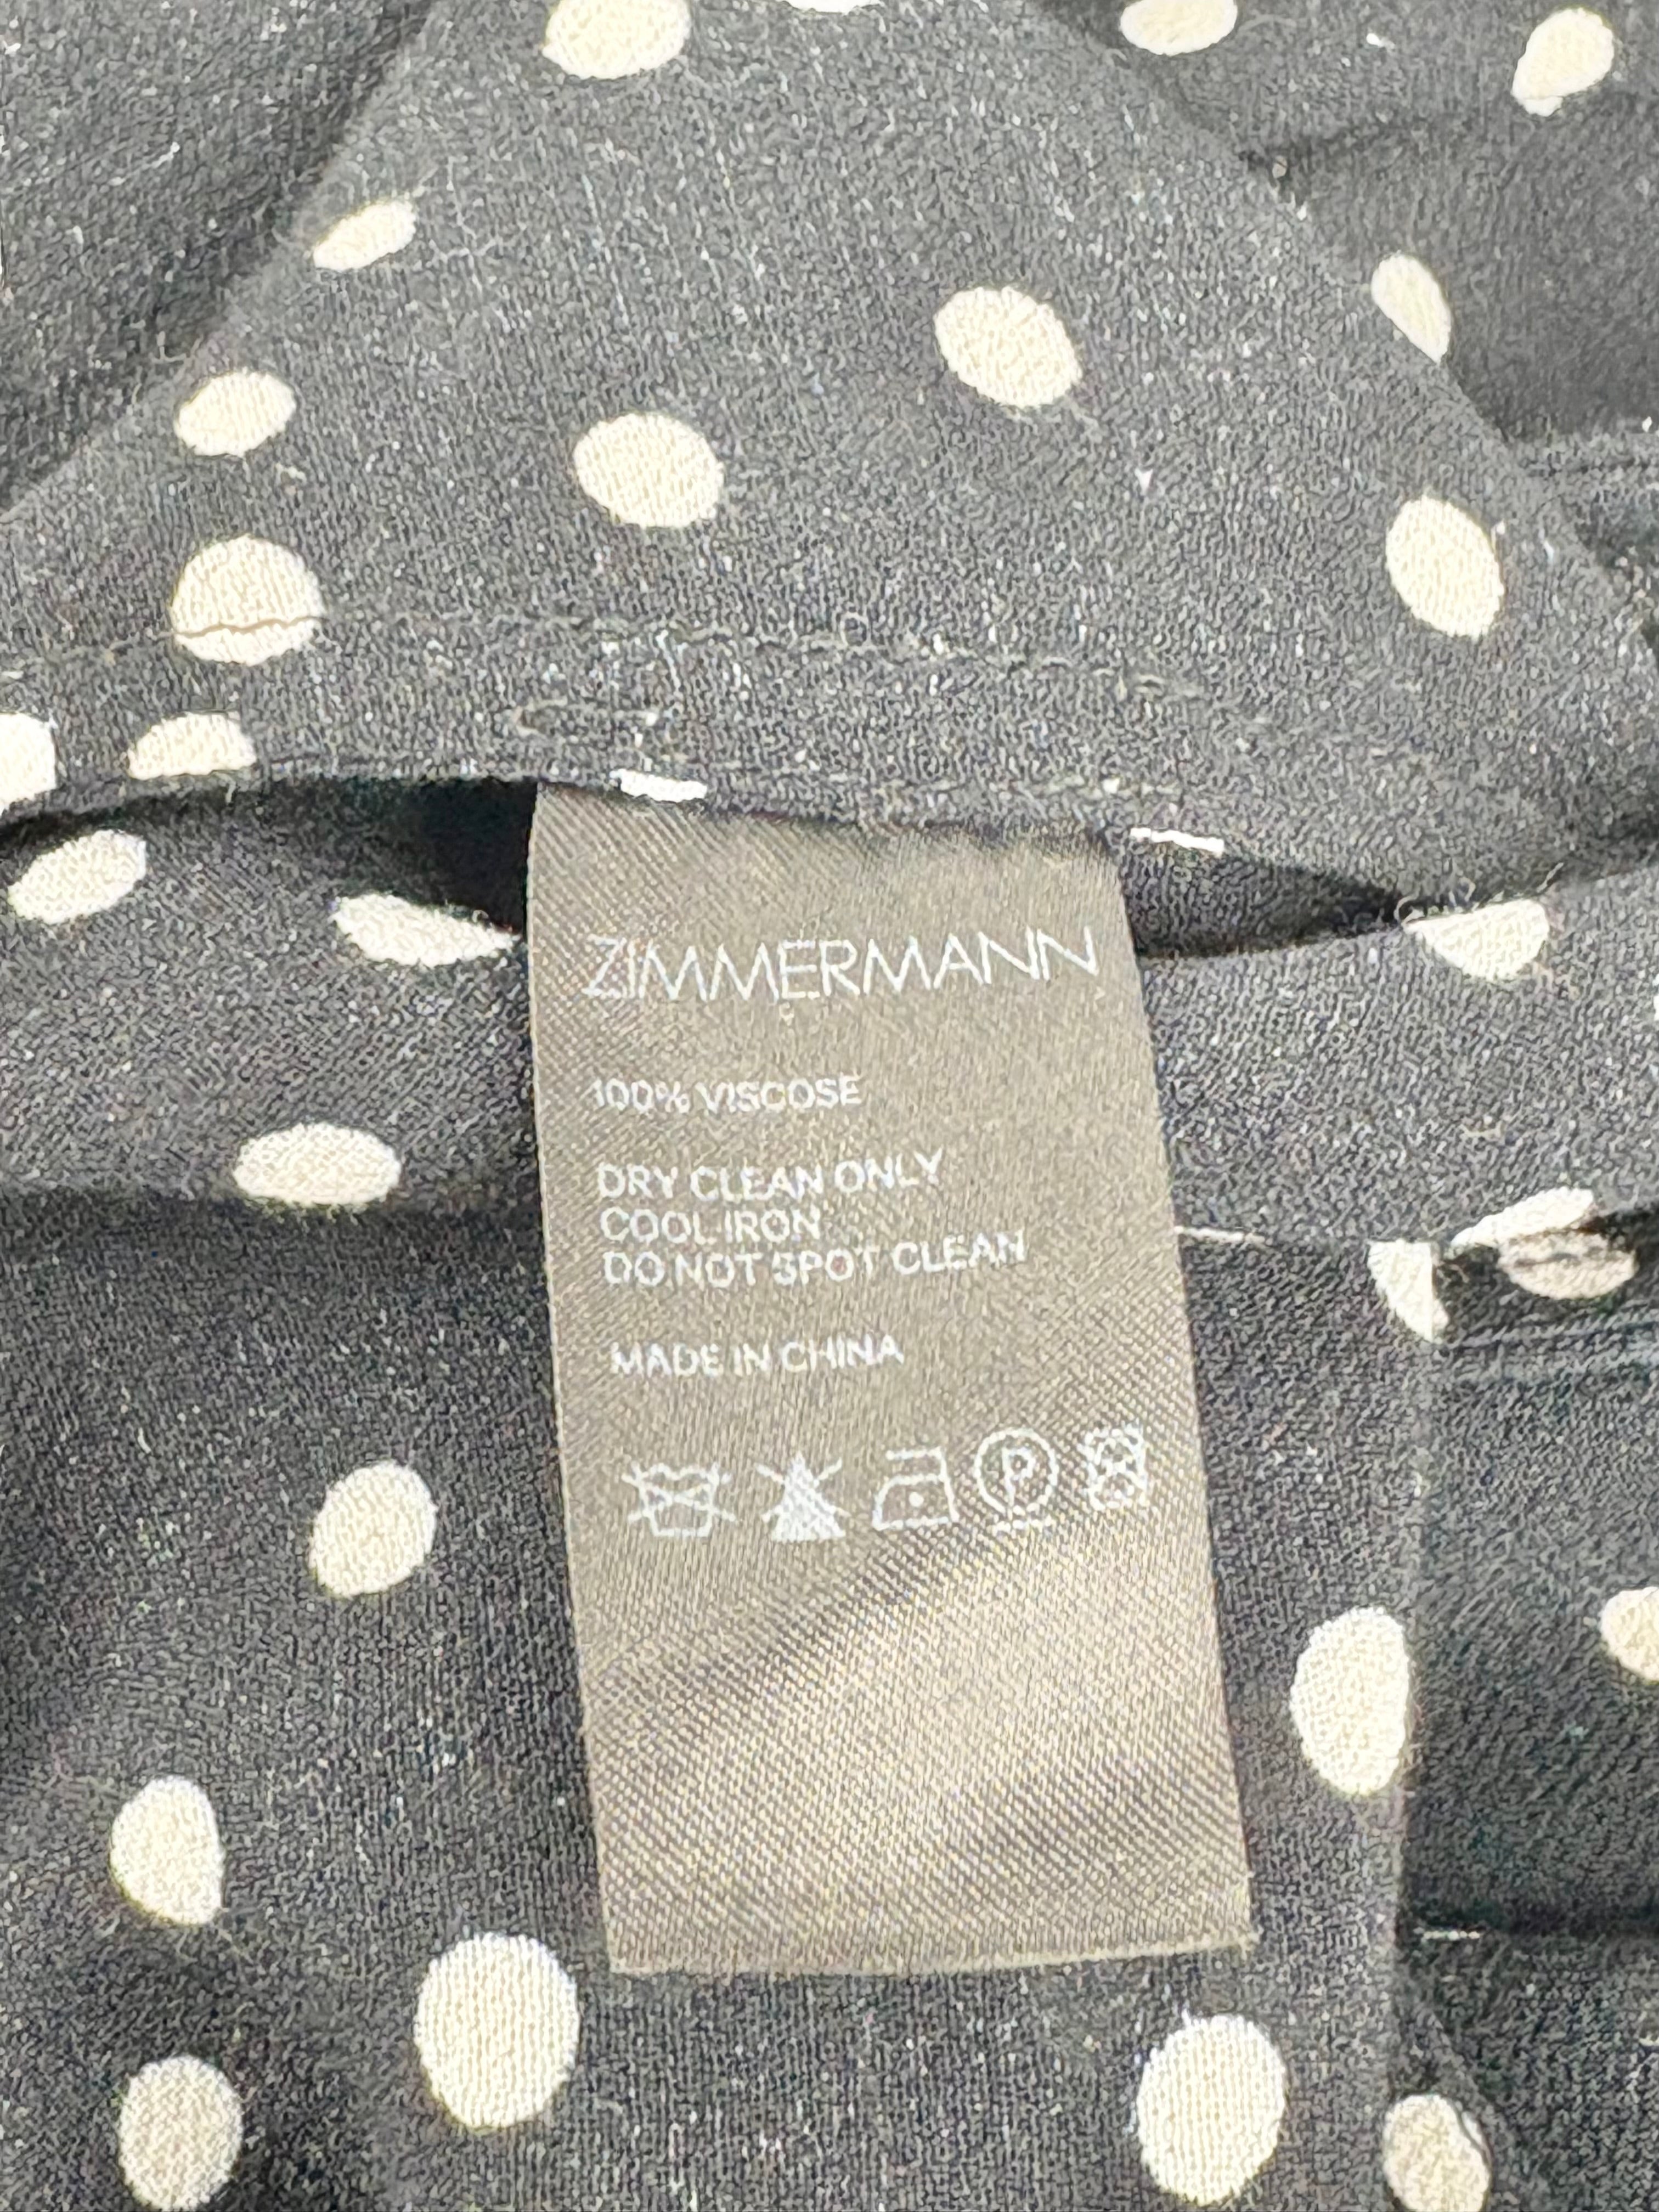 ZIMMERMANN
100% VISCOSE
DRY CLEAN ONLY
COOL IRON
DO NOT SPOT CLEAN
MADE IN CHINA
P